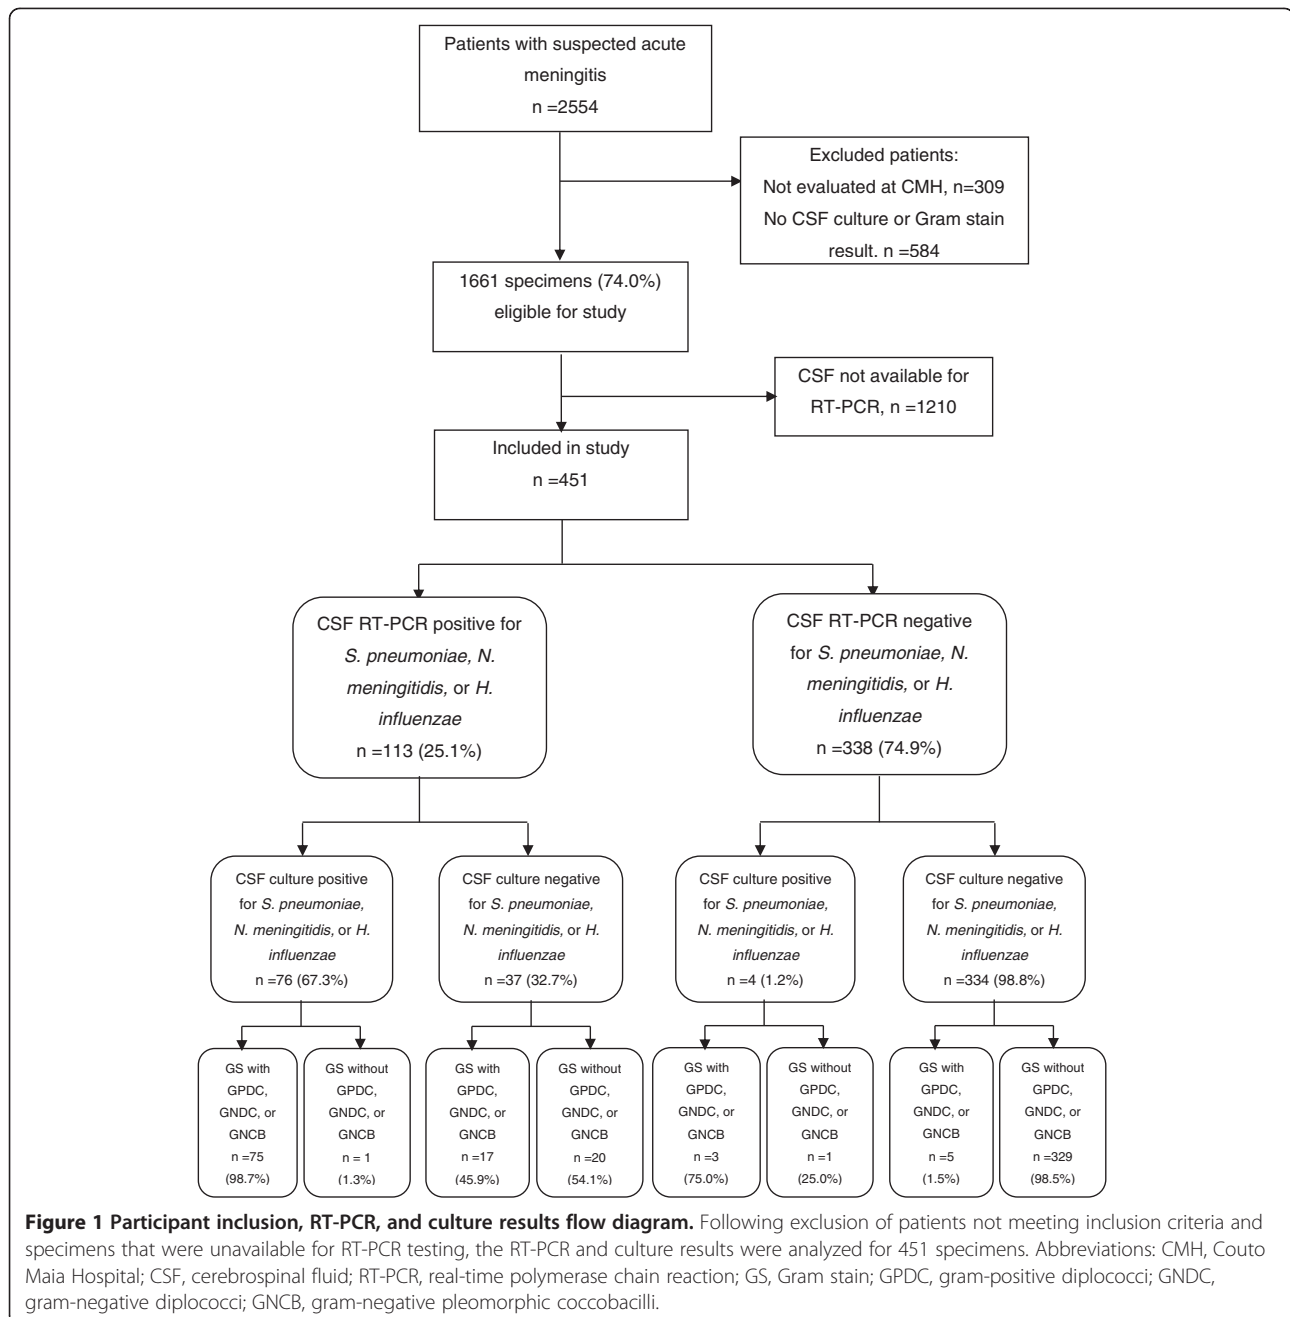 Patients with suspected acute
meningitis
n =2554
Excluded patients:
Not evaluated at CMH, n=309
No CSF culture or Gram stain
result. n =584
1661 specimens (74.0%)
eligible for study
CSF not available for
RT-PCR, n =1210
Included in study
n =451
CSF RT-PCR positive for
S. pneumoniae, N.
meningitidis, or H.
influenzae
n =113 (25.1%)
CSF RT-PCR negative
for S. pneumoniae, N.
meningitidis, or H.
influenzae
n =338 (74.9%)
CSF culture positive
for S. pneumoniae,
N. meningitidis, or H.
influenzae
n =76 (67.3%)
CSF culture negative
for S. pneumoniae,
N. meningitidis, or H.
influenzae
n =37 (32.7%)
CSF culture positive
for S. pneumoniae,
N. meningitidis, or H.
influenzae
n =4 (1.2%)
CSF culture negative
for S. pneumoniae,
N. meningitidis, or H.
influenzae
n =334 (98.8%)
GS with
GPDC,
GNDC, or
GNCB
n =75
(98.7%)
GS without
GPDC,
GNDC, or
GNCB
n = 1
(1.3%)
GS with
GPDC,
GNDC, or
GNCB
n =17
(45.9%)
GS without
GPDC,
GNDC, or
GNCB
n =20
(54.1%)
GS with
GPDC,
GNDC, or
GNCB
n =3
(75.0%)
GS without
GPDC,
GNDC, or
GNCB
n =1
(25.0%)
GS with
GPDC,
GNDC, or
GNCB
n =5
(1.5%)
GS without
GPDC,
GNDC, or
GNCB
n =329
(98.5%)
Figure 1 Participant inclusion, RT-PCR, and culture results flow diagram. Following exclusion of patients not meeting inclusion criteria and
specimens that were unavailable for RT-PCR testing, the RT-PCR and culture results were analyzed for 451 specimens. Abbreviations: CMH, Couto
Maia Hospital; CSF, cerebrospinal fluid; RT-PCR, real-time polymerase chain reaction; GS, Gram stain; GPDC, gram-positive diplococci; GNDC,
gram-negative diplococci; GNCB, gram-negative pleomorphic coccobacilli.